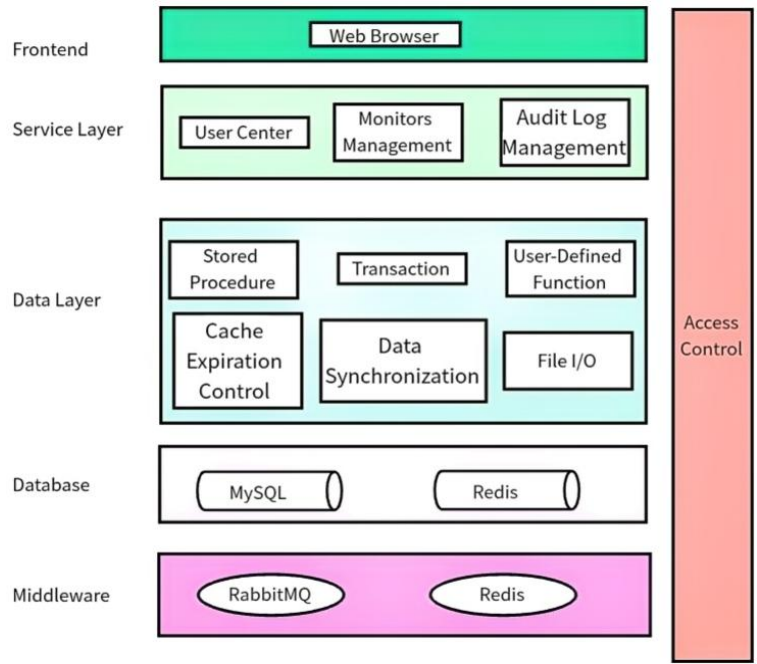 Frontend
Web Browser
Service Layer
User Center
Monitors
Management
Audit Log
Management
Data Layer
Stored
Procedure
Transaction
User-Defined
Function
Cache
Expiration
Control
Data
Synchronization
File I/O
Database
MySQL
Redis
Middleware
RabbitMQ
Redis
Access
Control